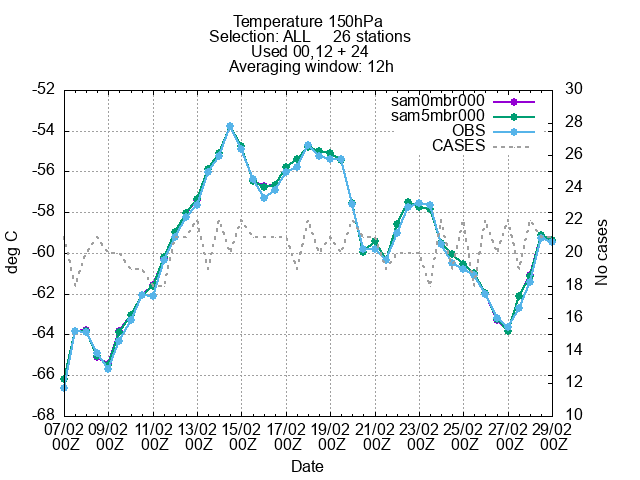 Temperature 150hPa
Selection: ALL 26 stations
Used 00,12 + 24
Averaging window: 12h
sam0mbr000
sam5mbr000
OBS
CASES
-52
-54
-56
-58
-60
-62
-64
-66
-68
deg C
30
28
26
24
22
20
18
16
14
12
10
No cases
07/02 09/02 11/02 13/02 15/02 17/02 19/02 21/02 23/02 25/02 27/02 29/02
00Z 00Z 00Z 00Z 00Z 00Z 00Z 00Z 00Z 00Z 00Z 00Z
Date